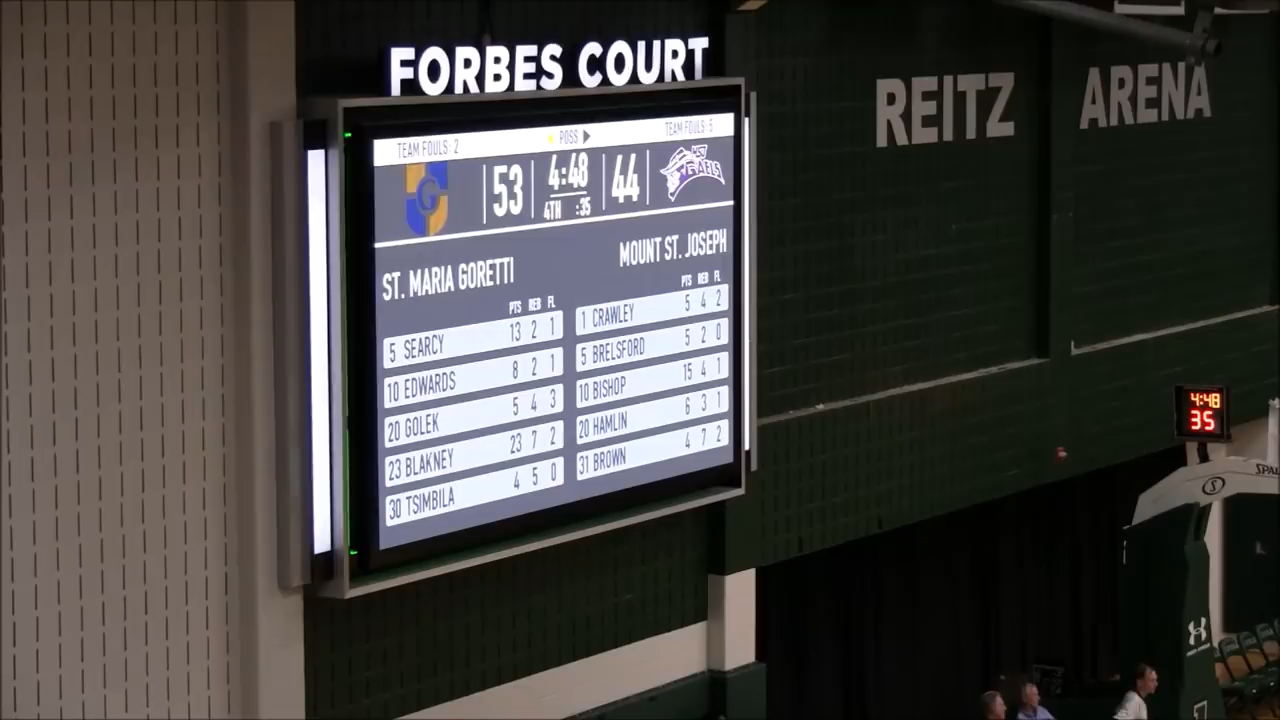 FORBES COURT
REITZ ARENA
TEAM FOULS: 2
POSS
TEAM FOULS: 5
G
53
4:48
44
MSJ
GAELS
4TH :35
ST. MARIA GORETTI
MOUNT ST. JOSEPH
PTS REB FL
5 SEARCY 13 2 1
10 EDWARDS 8 2 1
20 GOLEK 5 4 3
23 BLAKNEY 23 7 2
30 TSIMBILA 4 5 0
PTS REB FL
1 CRAWLEY 5 4 2
5 BRELSFORD 5 2 0
10 BISHOP 15 4 1
20 HAMLIN 6 3 1
31 BROWN 4 7 2
4:48
35